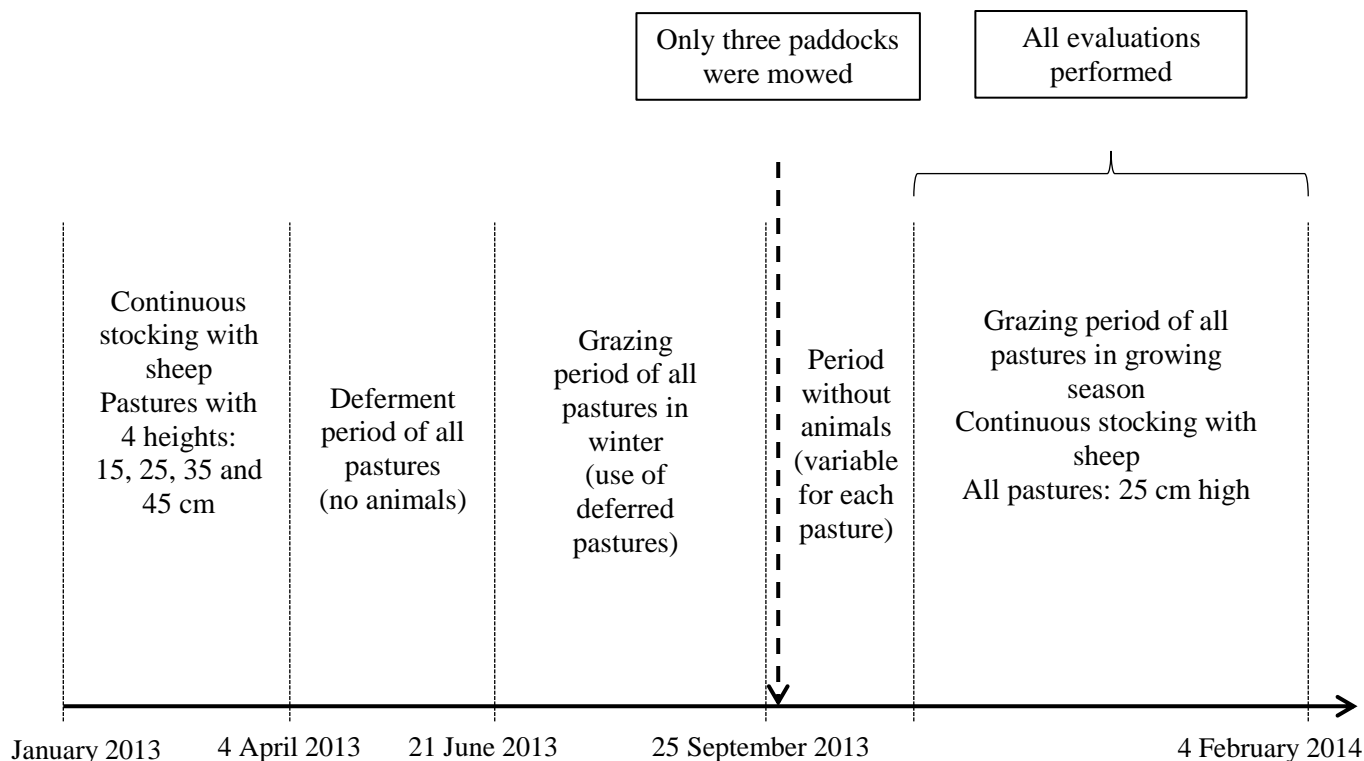 Only three paddocks
were mowed
All evaluations
performed
Continuous
stocking with
sheep
Pastures with
4 heights:
15, 25, 35 and
45 cm
Deferment
period of all
pastures
(no animals)
Grazing
period of all
pastures in
winter
(use of
deferred
pastures)
Period
without
animals
(variable
for each
pasture)
Grazing period of all
pastures in growing
season
Continuous stocking with
sheep
All pastures: 25 cm high
January 2013
4 April 2013
21 June 2013
25 September 2013
4 February 2014